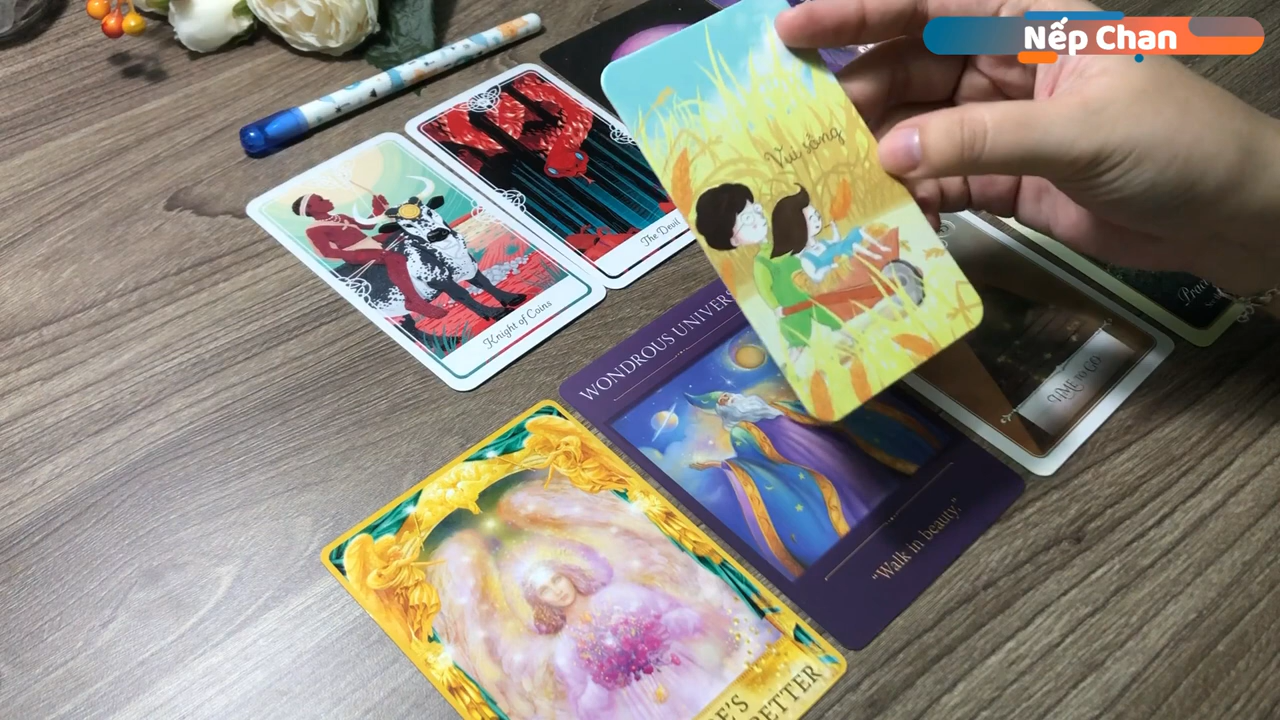 Nếp Chan
Vui sống
The Devil
Knight of Coins
WONDROUS UNIVERS
"Walk in beauty."
TIME TO GO
E'S
BETTER